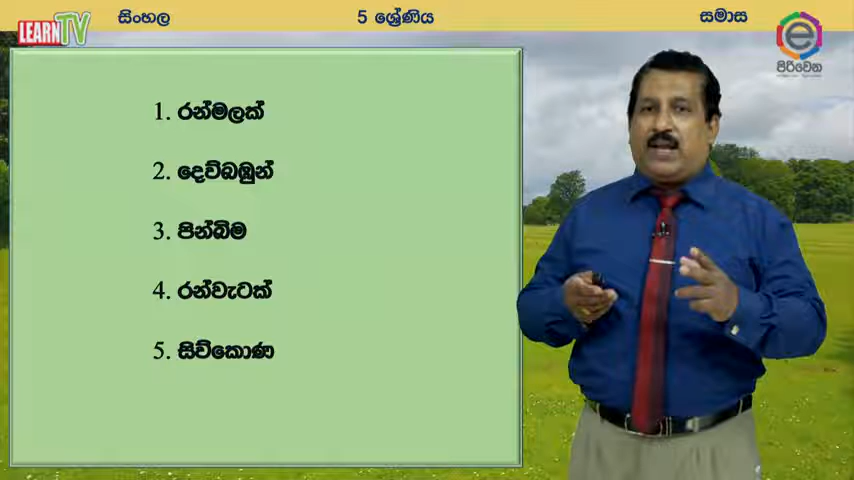 LEARN TV
සිංහල
5 ශ්‍රේණිය
සමාස
e
පිරිවෙන
1. රන්මලක්
2. දෙව්බඹුන්
3. පින්බිම
4. රන්වැටක්
5. සිව්කොණ